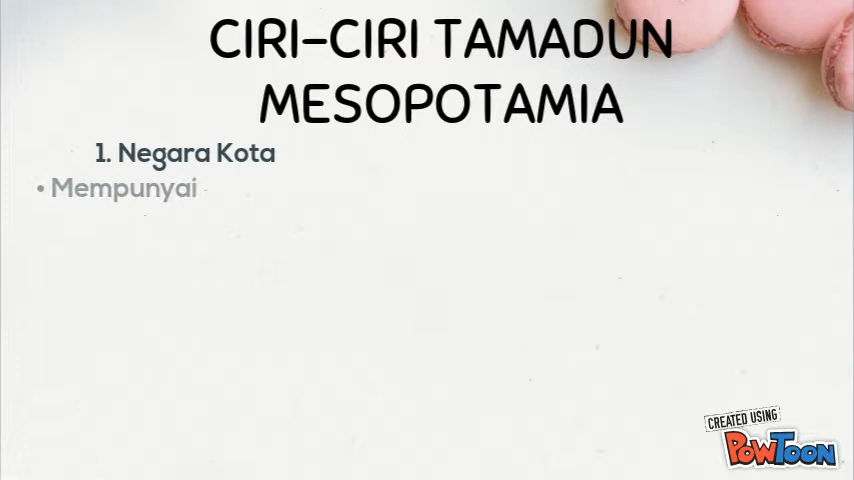 CIRI-CIRI TAMADUN
MESOPOTAMIA
1. Negara Kota
• Mempunyai
CREATED USING
POWTOON